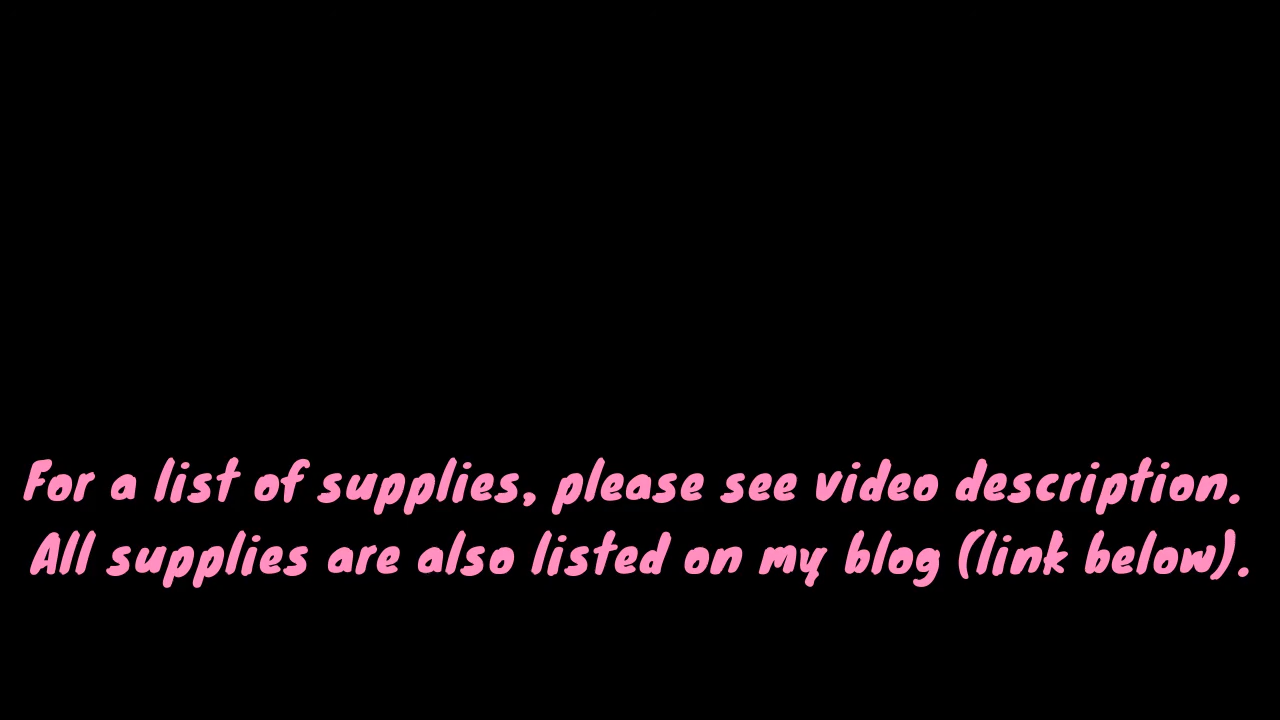 For a list of supplies, please see video description.
All supplies are also listed on my blog (link below).